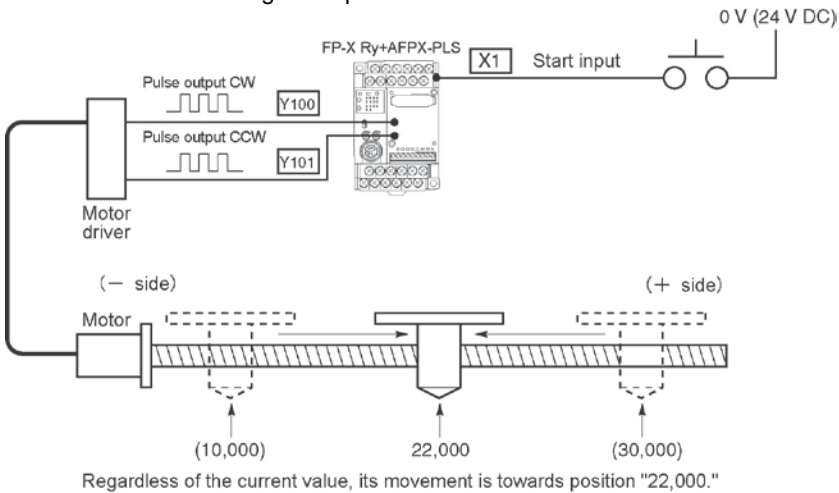 0 V (24 V DC)
FP-X Ry+AFPX-PLS
X1
Start input
Pulse output CW
Y100
Pulse output CCW
Y101
Motor
driver
(− side)
(+ side)
Motor
(10,000)
22,000
(30,000)
Regardless of the current value, its movement is towards position "22,000."